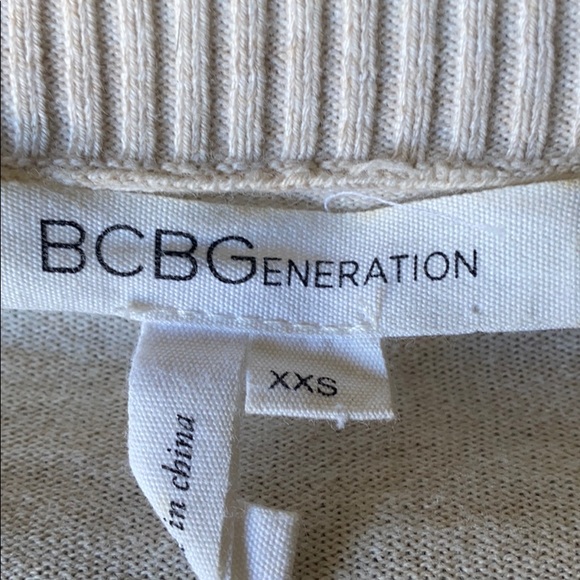 BCBGENERATION
XXS
in china